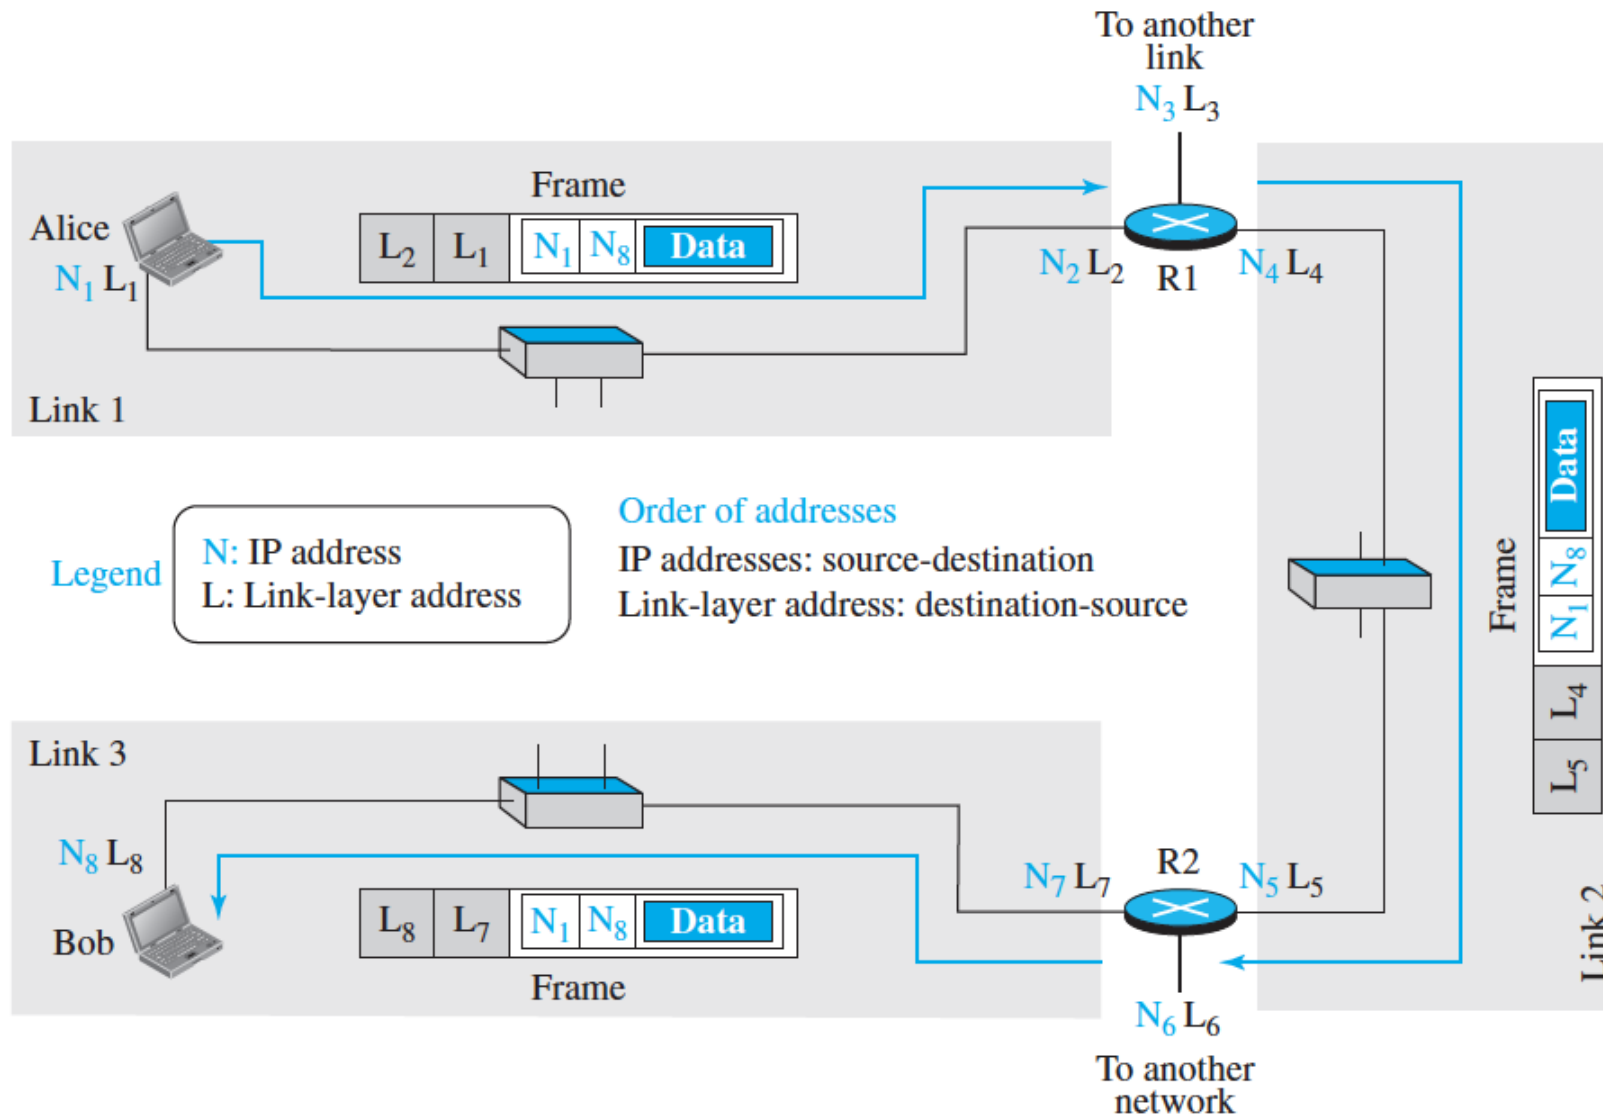 To another
link
N₃ L₃
Frame
Alice
N₁ L₁
L₂ L₁ N₁ N₈ Data
N₂ L₂
R1
N₄ L₄
Link 1
Legend
N: IP address
L: Link-layer address
Order of addresses
IP addresses: source-destination
Link-layer address: destination-source
Frame
L₅ L₄ N₁ N₈ Data
Link 2
Link 3
N₈ L₈
Bob
L₈ L₇ N₁ N₈ Data
Frame
N₇ L₇
R2
N₅ L₅
N₆ L₆
To another
network